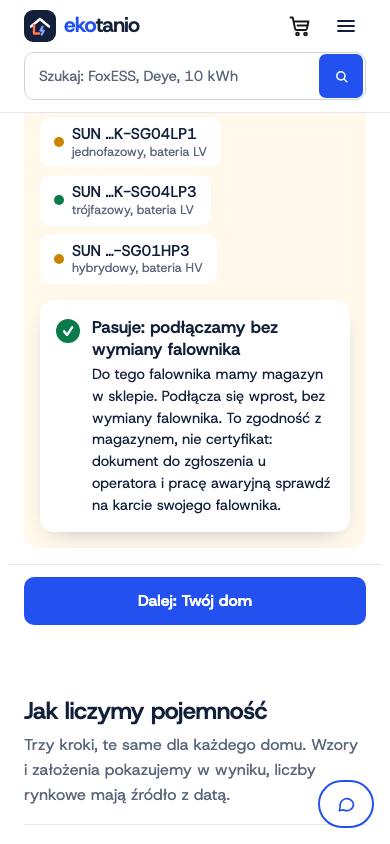 ekotanio
Szukaj: FoxESS, Deye, 10 kWh
SUN ...K-SG04LP1
jednofazowy, bateria LV
SUN ...K-SG04LP3
trójfazowy, bateria LV
SUN ...-SG01HP3
hybrydowy, bateria HV
Pasuje: podłączamy bez
wymiany falownika
Do tego falownika mamy magazyn
w sklepie. Podłącza się wprost, bez
wymiany falownika. To zgodność z
magazynem, nie certyfikat:
dokument do zgłoszenia u
operatora i pracę awaryjną sprawdź
na karcie swojego falownika.
Dalej: Twój dom
Jak liczymy pojemność
Trzy kroki, te same dla każdego domu. Wzory
i założenia pokazujemy w wyniku, liczby
rynkowe mają źródło z datą.